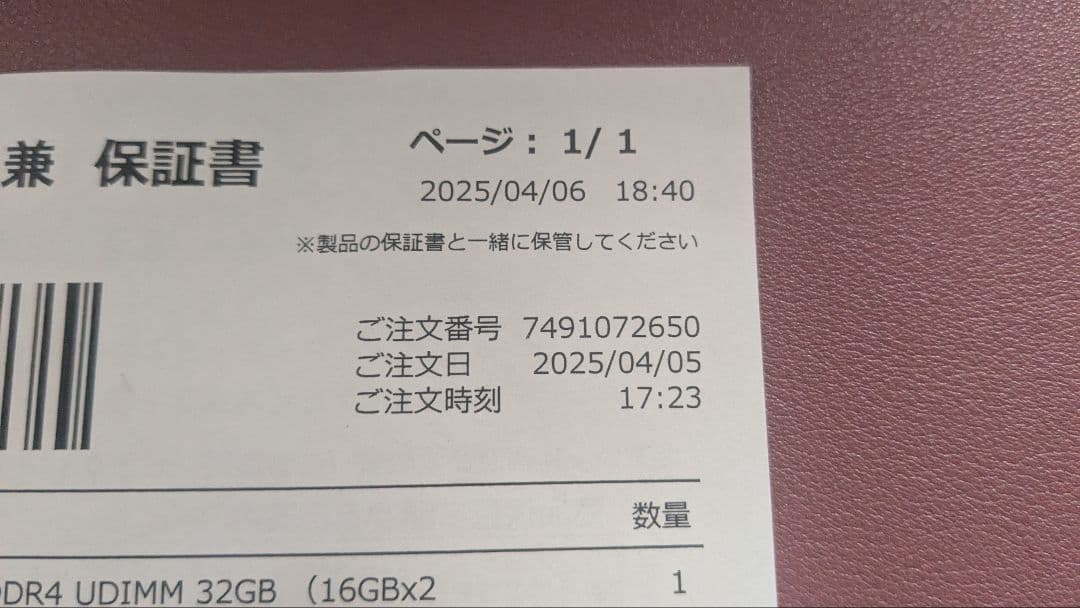 兼 保証書
ページ: 1/ 1
2025/04/06 18:40
※製品の保証書と一緒に保管してください
ご注文番号 7491072650
ご注文日 2025/04/05
ご注文時刻 17:23
数量
DDR4 UDIMM 32GB (16GBx2 1